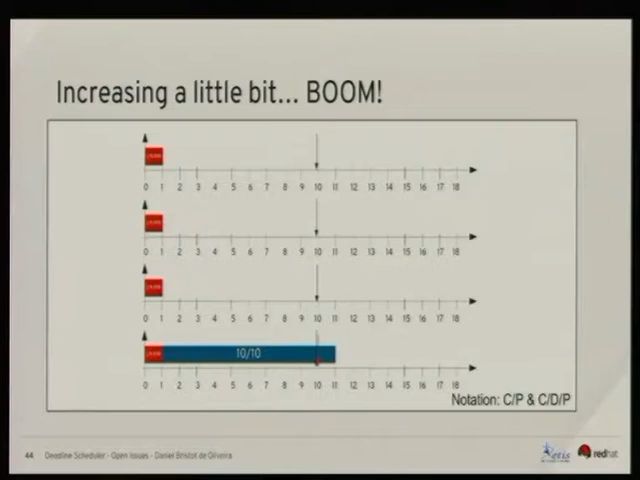 Increasing a little bit... BOOM!
0 1 2 3 4 5 6 7 8 9 10 11 12 13 14 15 16 17 18
0 1 2 3 4 5 6 7 8 9 10 11 12 13 14 15 16 17 18
0 1 2 3 4 5 6 7 8 9 10 11 12 13 14 15 16 17 18
10/10
0 1 2 3 4 5 6 7 8 9 10 11 12 13 14 15 16 17 18
Notation: C/P & C/D/P
44 Deadline Scheduler - Open Issues - Daniel Bristot de Oliveira
Retis
redhat